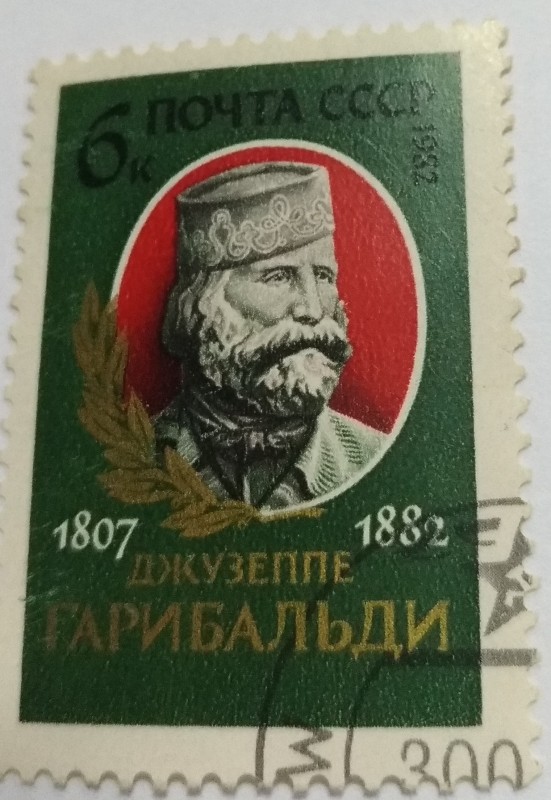 6к ПОЧТА СССР
1982
1807 1882
ДЖУЗЕППЕ
ГАРИБАЛЬДИ
300